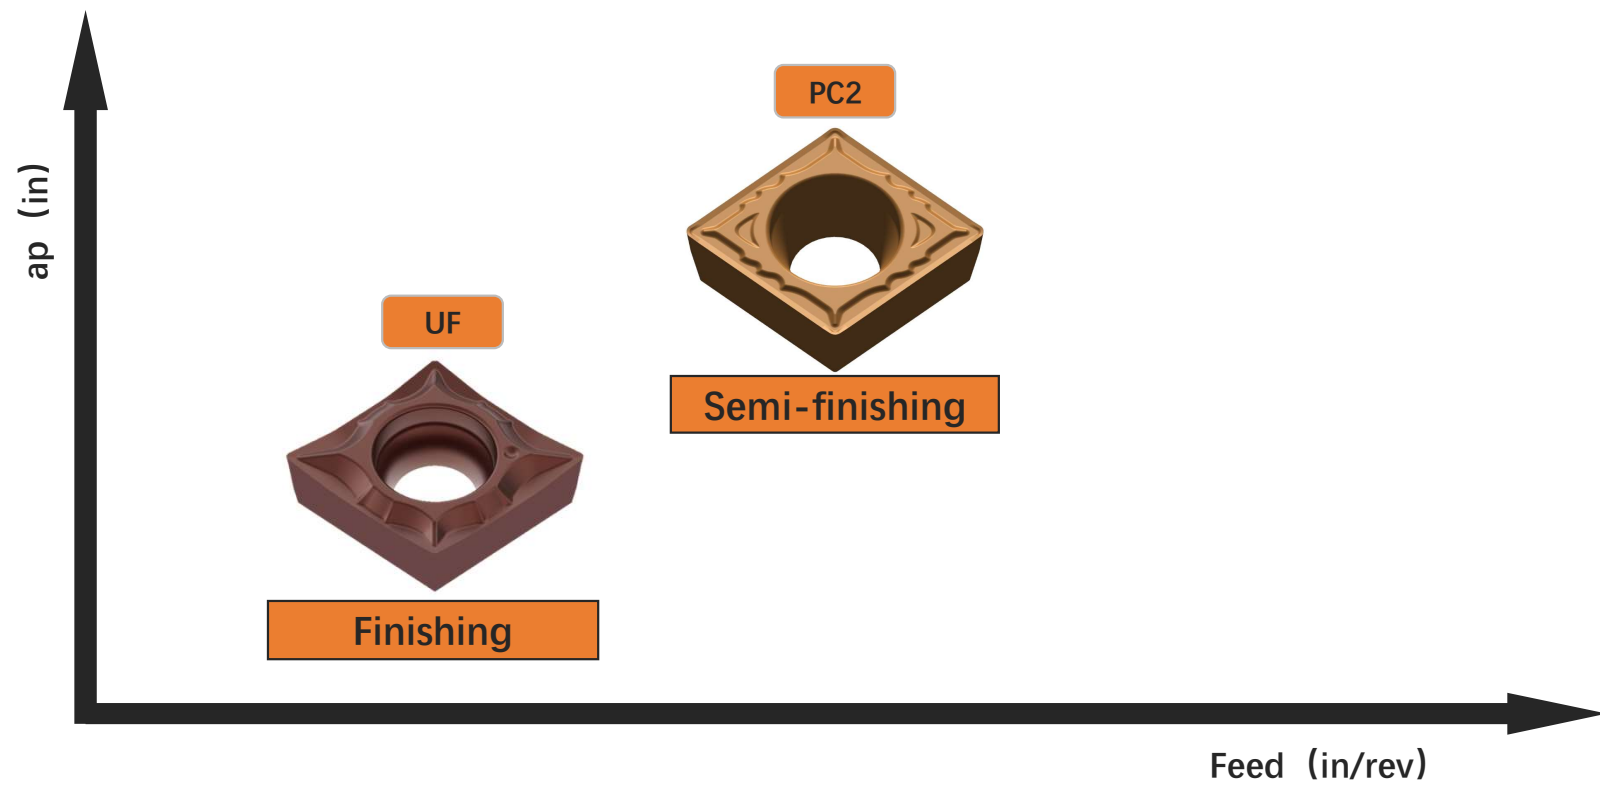 PC2
ap (in)
UF
Semi-finishing
Finishing
Feed (in/rev)